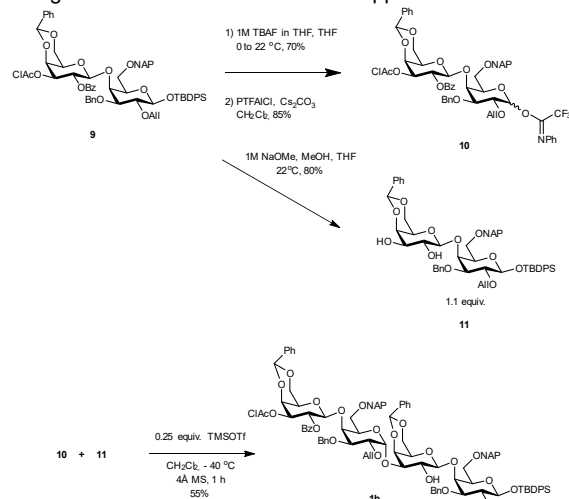 Ph
O
O
ONAP
O
O
O
ClAcO
OBz
BnO
OTBDPS
OAll
9
1) 1M TBAF in THF, THF
0 to 22 °C, 70%
2) PTFAICl, Cs2CO3
CH2Cl2, 85%
Ph
O
O
ONAP
O
O
O
ClAcO
OBz
BnO
AllO
O
CF3
NPh
10
1M NaOMe, MeOH, THF
22°C, 80%
Ph
O
O
ONAP
O
O
O
HO
OH
BnO
OTBDPS
AllO
1.1 equiv.
11
10 + 11
0.25 equiv. TMSOTf
CH2Cl2, - 40 °C
4Å MS, 1 h
55%
Ph
O
O
ONAP
O
O
O
ClAcO
OBz
BnO
AllO
Ph
O
O
O
O
OH
O
ONAP
O
BnO
OTBDPS
1b